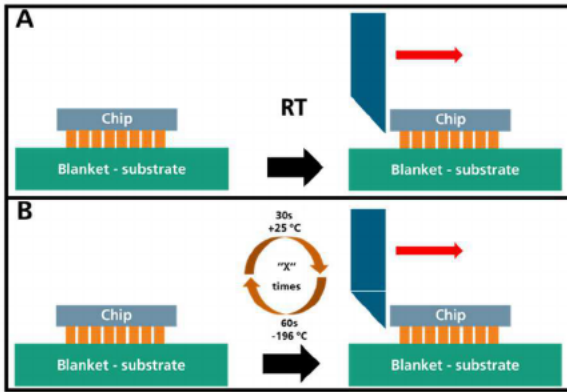 A
Chip
Blanket - substrate
RT
Chip
Blanket - substrate
B
30s
+25 °C
"X"
times
60s
-196 °C
Chip
Blanket - substrate
Chip
Blanket - substrate